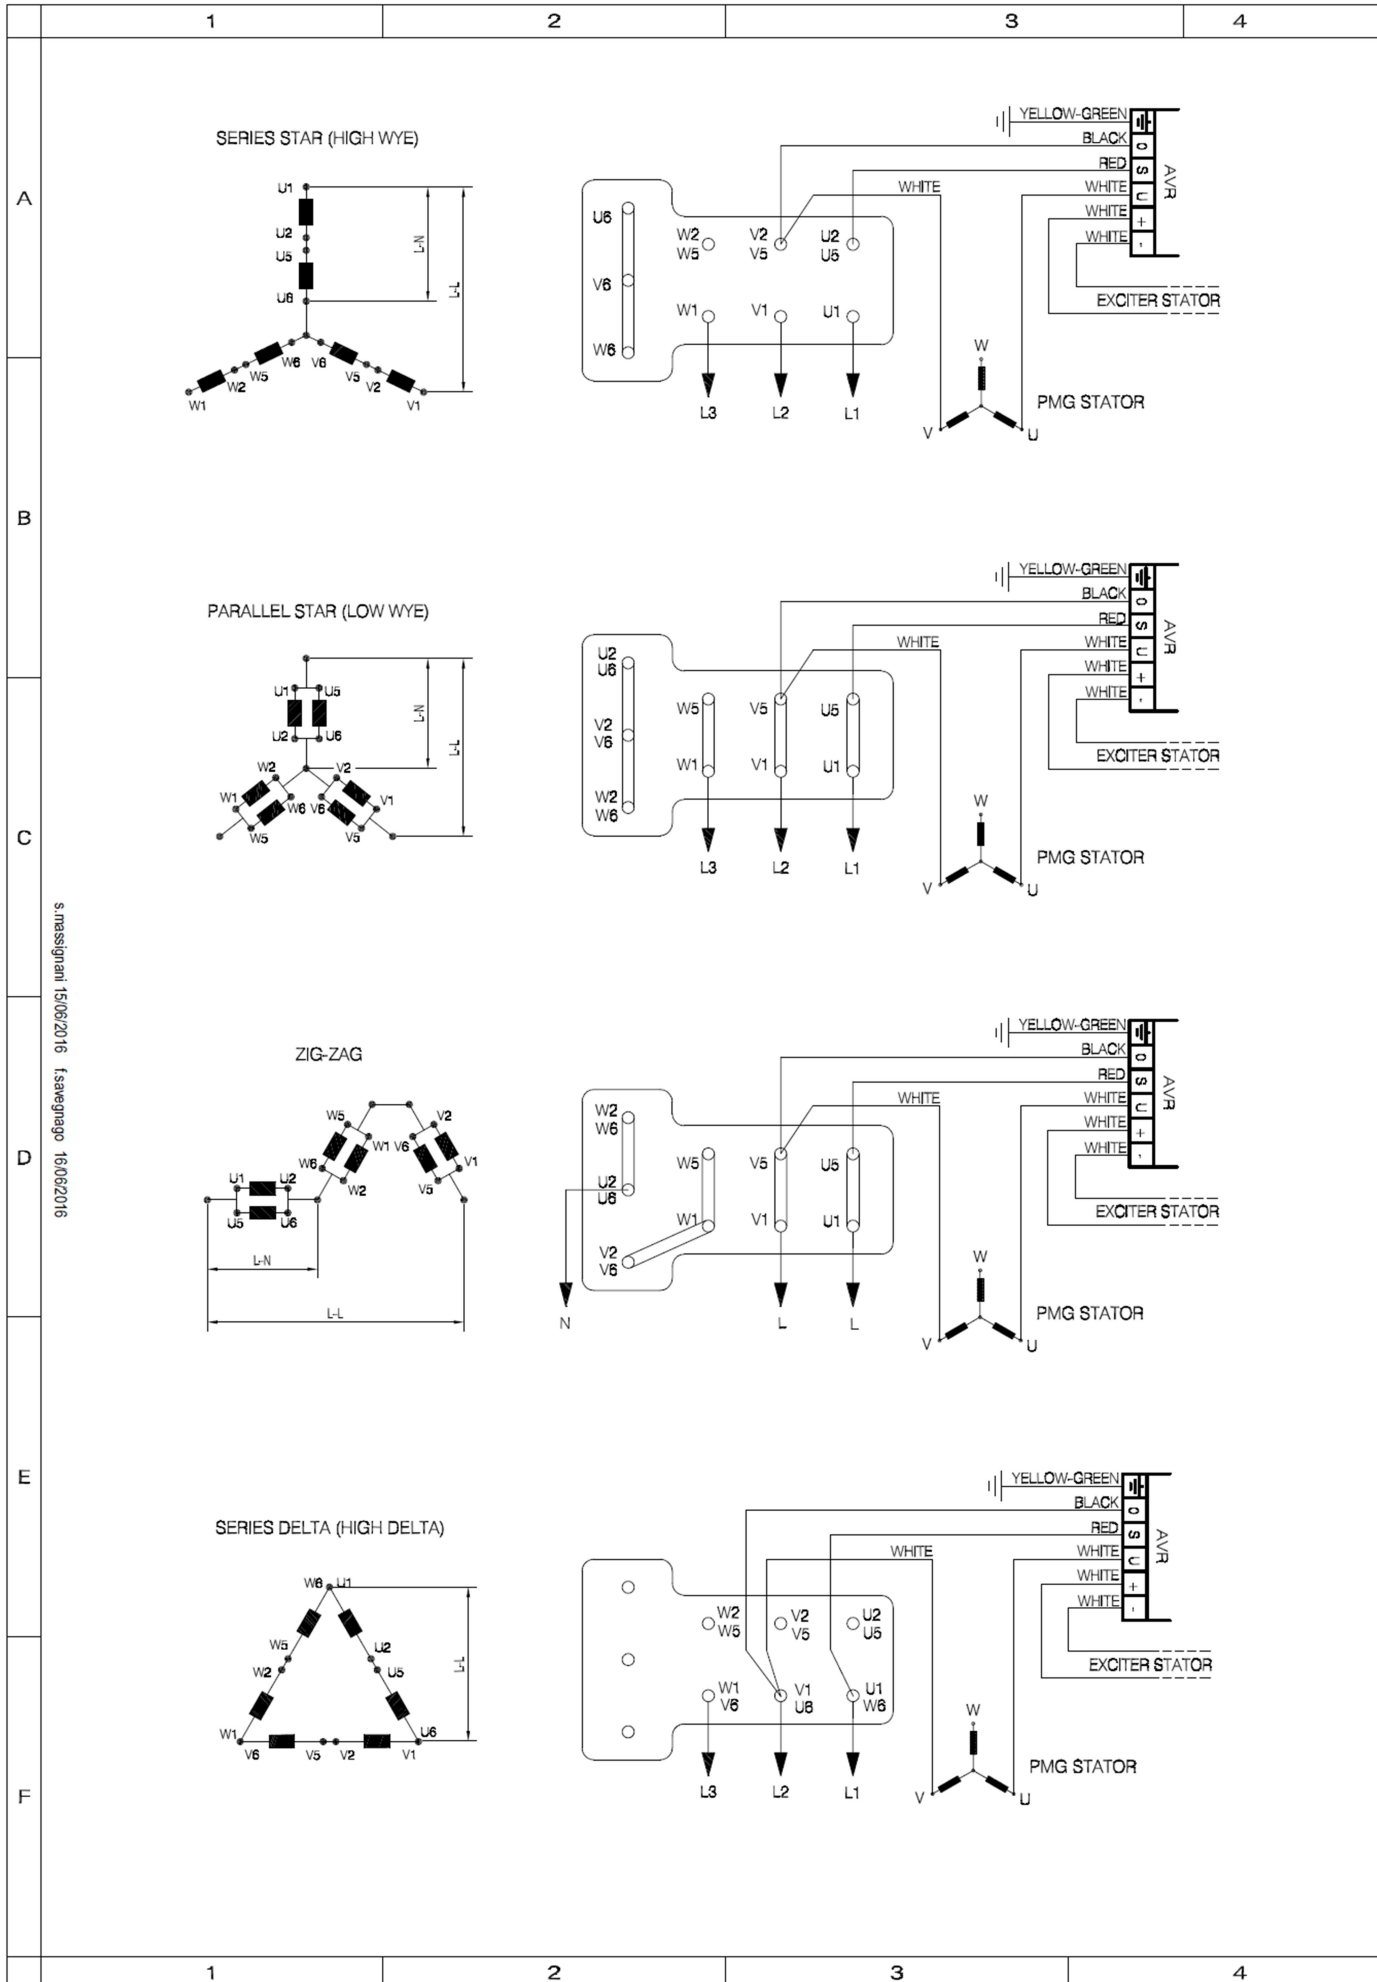 1 2 3 4
A
B
C
D
E
F
s.massignani 15/06/2016 f.savegnago 16/06/2016
SERIES STAR (HIGH WYE)
U1
U2
U5
U6
W6 V6
W5 V5
W2 V2
W1 V1
L-N
L-L
U6
V6
W6
W2 V2 U2
W5 V5 U5
W1 V1 U1
L3 L2 L1
YELLOW-GREEN
BLACK
RED
WHITE WHITE
WHITE
WHITE
0
S
U
+
-
AVR
EXCITER STATOR
W
PMG STATOR
V U
PARALLEL STAR (LOW WYE)
U1 U5
U2 U6
W2 V2
W1 W6 V6 V1
W5 V5
L-N
L-L
U2
U6
V2
V6
W2
W6
W5 V5 U5
W1 V1 U1
L3 L2 L1
YELLOW-GREEN
BLACK
RED
WHITE WHITE
WHITE
WHITE
0
S
U
+
-
AVR
EXCITER STATOR
W
PMG STATOR
V U
ZIG-ZAG
W5 V2
W1 V6
W6 V1
W2 V5
U1 U2
U5 U6
L-N
L-L
W2
W6
U2
U6
V2
V6
W5 V5 U5
W1 V1 U1
N L L
YELLOW-GREEN
BLACK
RED
WHITE WHITE
WHITE
WHITE
0
S
U
+
-
AVR
EXCITER STATOR
W
PMG STATOR
V U
SERIES DELTA (HIGH DELTA)
W6 U1
W5 U2
W2 U5
W1 U6
V6 V5 V2 V1
L-L
W2 V2 U2
W5 V5 U5
W1 V1 U1
V6 U6 W6
L3 L2 L1
YELLOW-GREEN
BLACK
RED
WHITE WHITE
WHITE
WHITE
0
S
U
+
-
AVR
EXCITER STATOR
W
PMG STATOR
V U
1 2 3 4